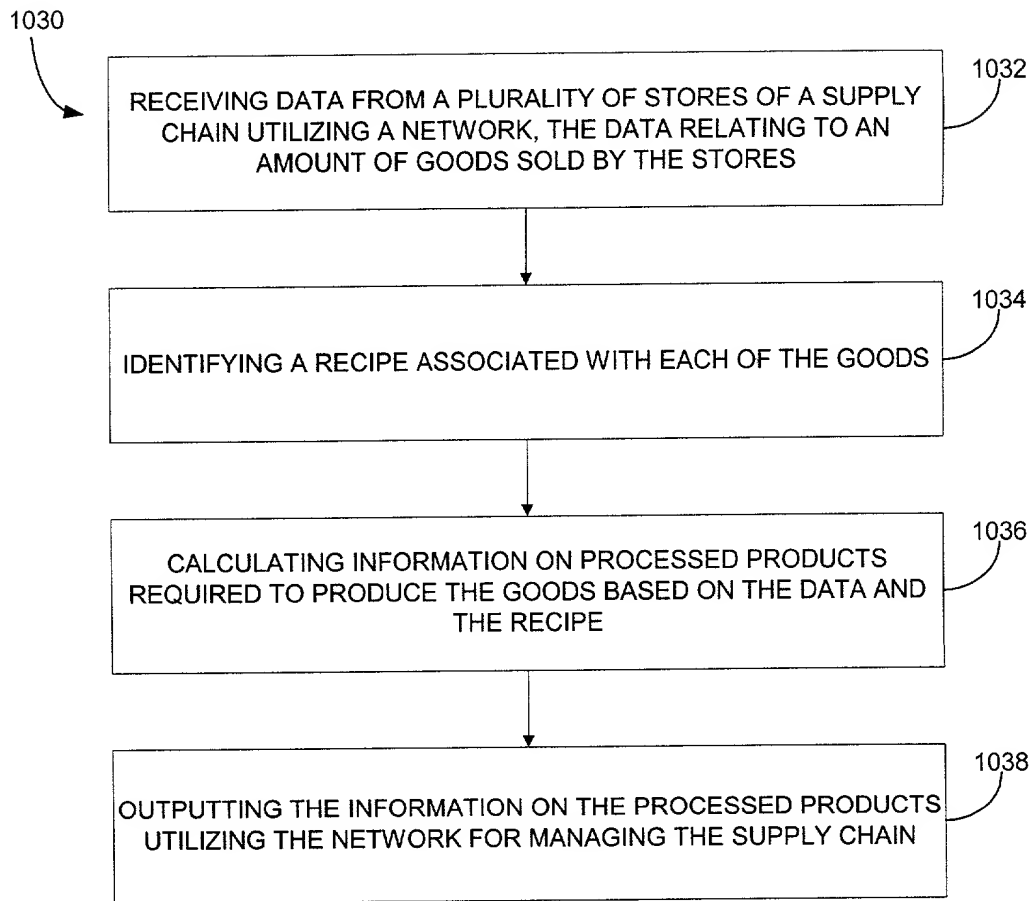 1030
1032
RECEIVING DATA FROM A PLURALITY OF STORES OF A SUPPLY
CHAIN UTILIZING A NETWORK, THE DATA RELATING TO AN
AMOUNT OF GOODS SOLD BY THE STORES
1034
IDENTIFYING A RECIPE ASSOCIATED WITH EACH OF THE GOODS
1036
CALCULATING INFORMATION ON PROCESSED PRODUCTS
REQUIRED TO PRODUCE THE GOODS BASED ON THE DATA AND
THE RECIPE
1038
OUTPUTTING THE INFORMATION ON THE PROCESSED PRODUCTS
UTILIZING THE NETWORK FOR MANAGING THE SUPPLY CHAIN